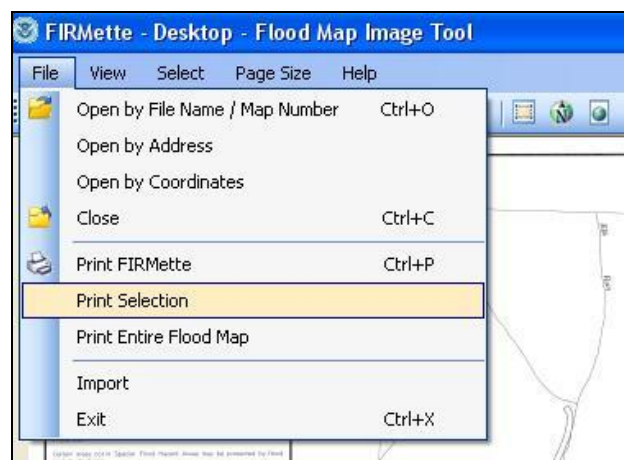 FIRMette - Desktop - Flood Map Image Tool
File View Select Page Size Help
Open by File Name / Map Number Ctrl+O
Open by Address
Open by Coordinates
Close Ctrl+C
Print FIRMette Ctrl+P
Print Selection
Print Entire Flood Map
Import
Exit Ctrl+X